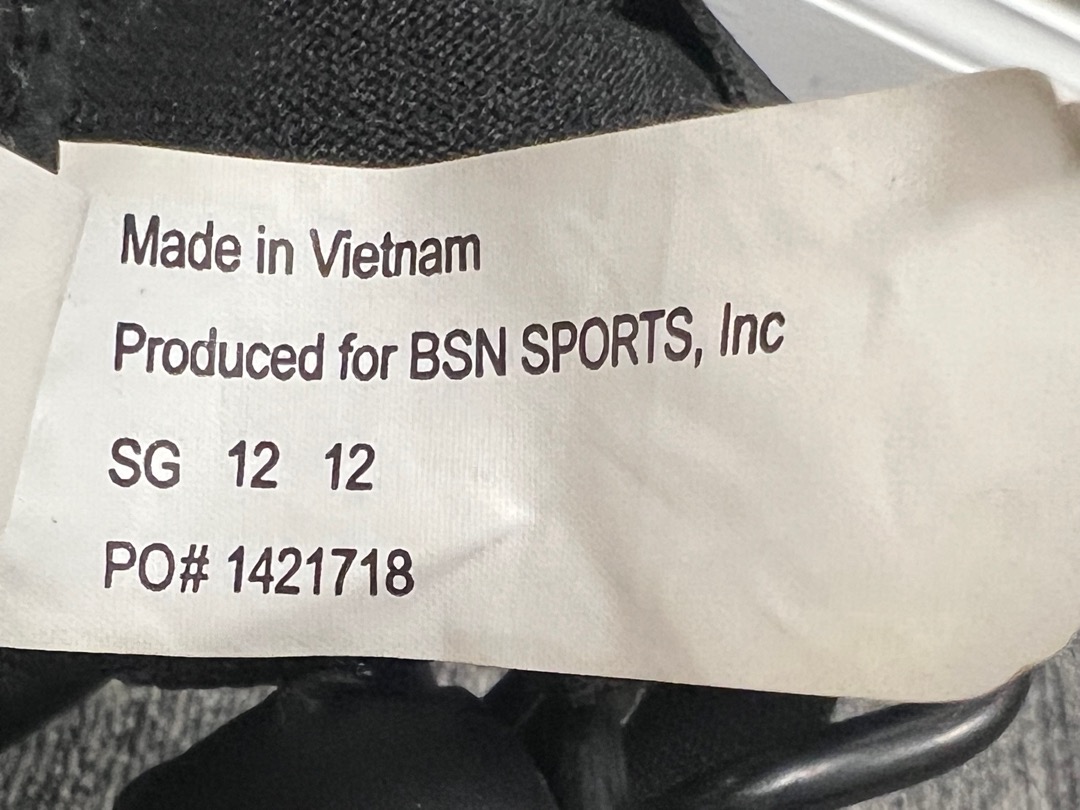 Made in Vietnam
Produced for BSN SPORTS, Inc
SG 12 12
PO# 1421718